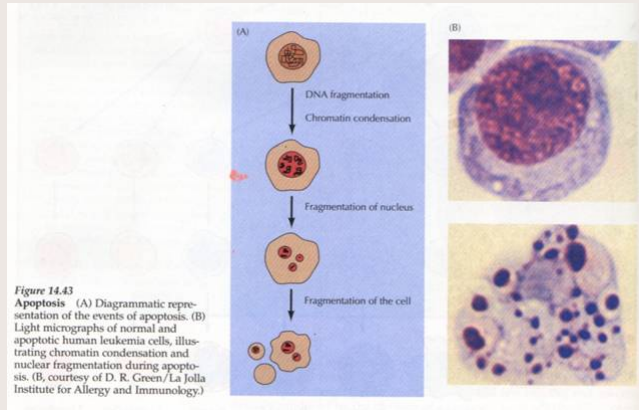 (A)
(B)
DNA fragmentation
Chromatin condensation
Fragmentation of nucleus
Fragmentation of the cell
Figure 14.43
Apoptosis (A) Diagrammatic repre-
sentation of the events of apoptosis. (B)
Light micrographs of normal and
apoptotic human leukemia cells, illus-
trating chromatin condensation and
nuclear fragmentation during apopto-
sis. (B, courtesy of D. R. Green/La Jolla
Institute for Allergy and Immunology.)